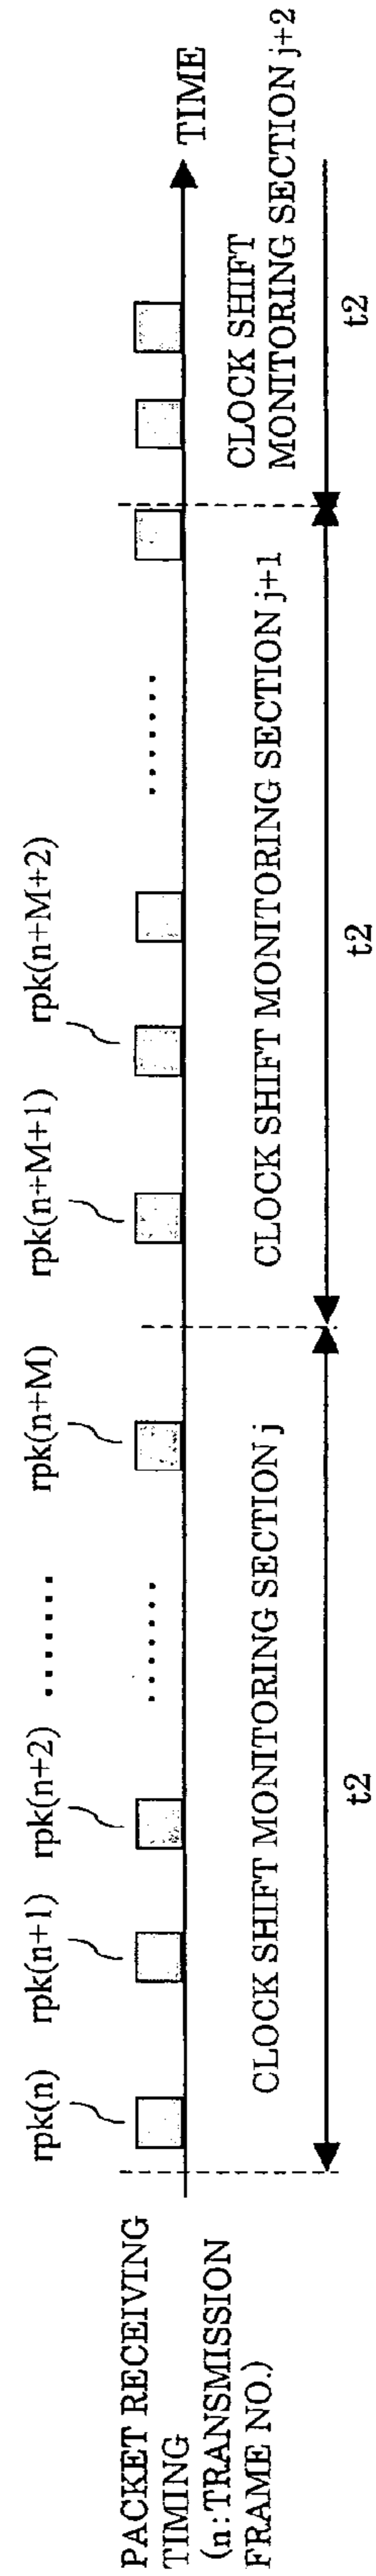 rpk(n) rpk(n+1) rpk(n+2) ....... rpk(n+M) rpk(n+M+1) rpk(n+M+2)
PACKET RECEIVING
TIMING
(n:TRANSMISSION
FRAME NO.)
....... .......
TIME
CLOCK SHIFT MONITORING SECTION j
CLOCK SHIFT MONITORING SECTION j+1
CLOCK SHIFT
MONITORING SECTION j+2
t2 t2 t2